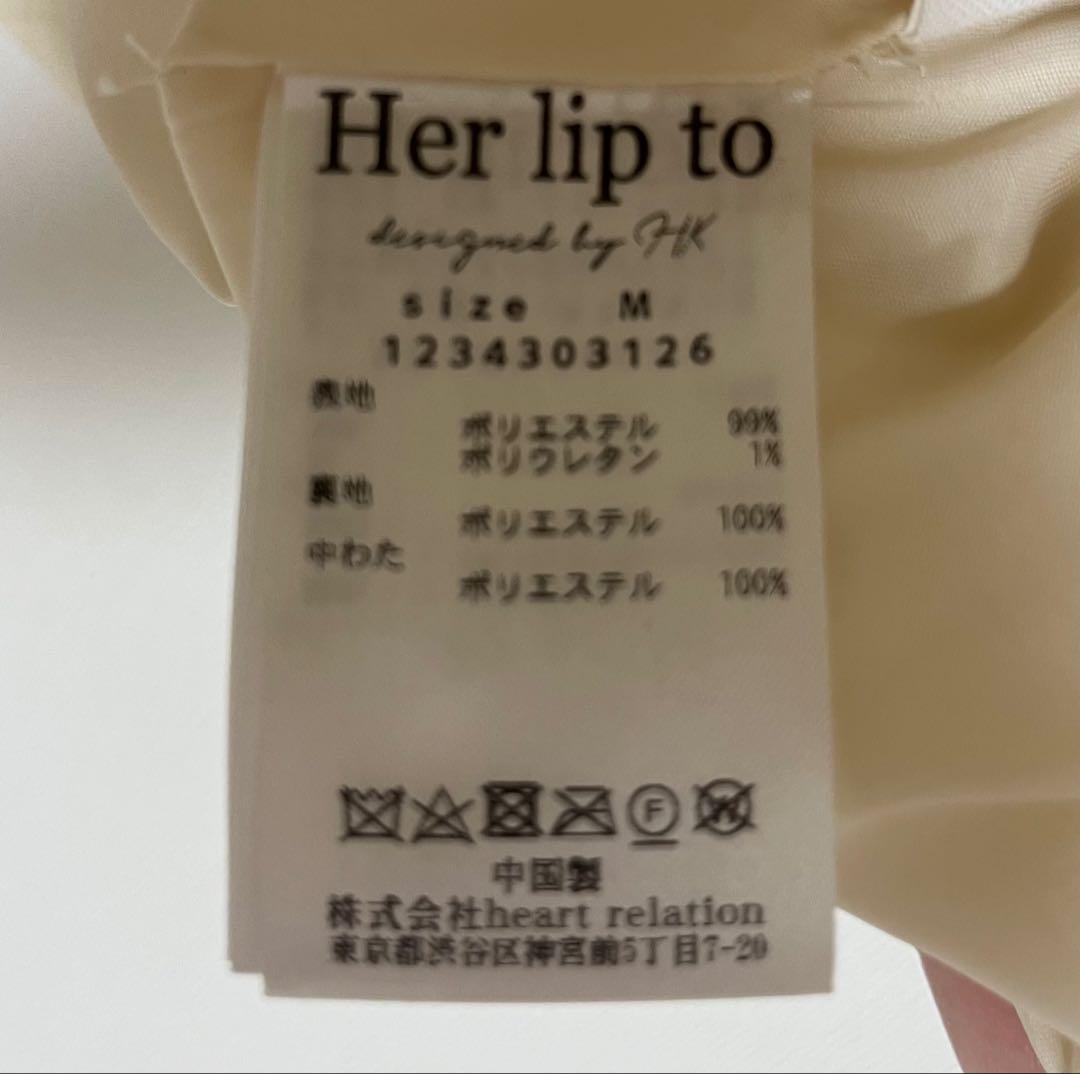 Her lip to
designed by HK
size M
1234303126
表地
ポリエステル 99%
ポリウレタン 1%
裏地
ポリエステル 100%
中わた
ポリエステル 100%
F
W
中国製
株式会社heart relation
東京都渋谷区神宮前5丁目7-20